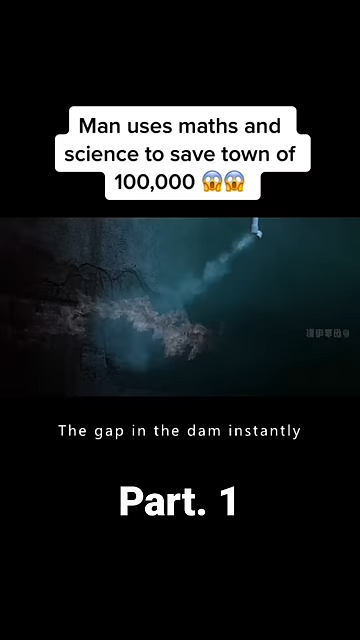 Man uses maths and
science to save town of
100,000 😱😱
The gap in the dam instantly
Part. 1